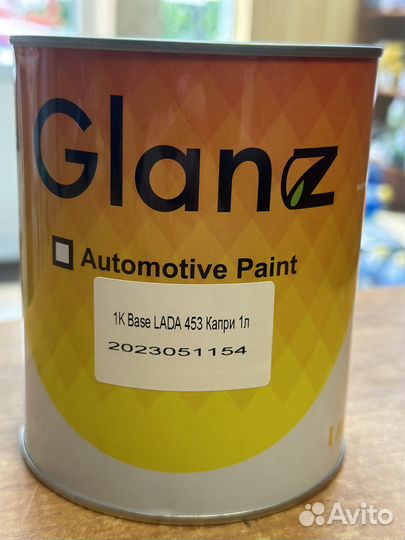 Glanz
Automotive Paint
1K Base LADA 453 Капри 1л
2023051154
Avito